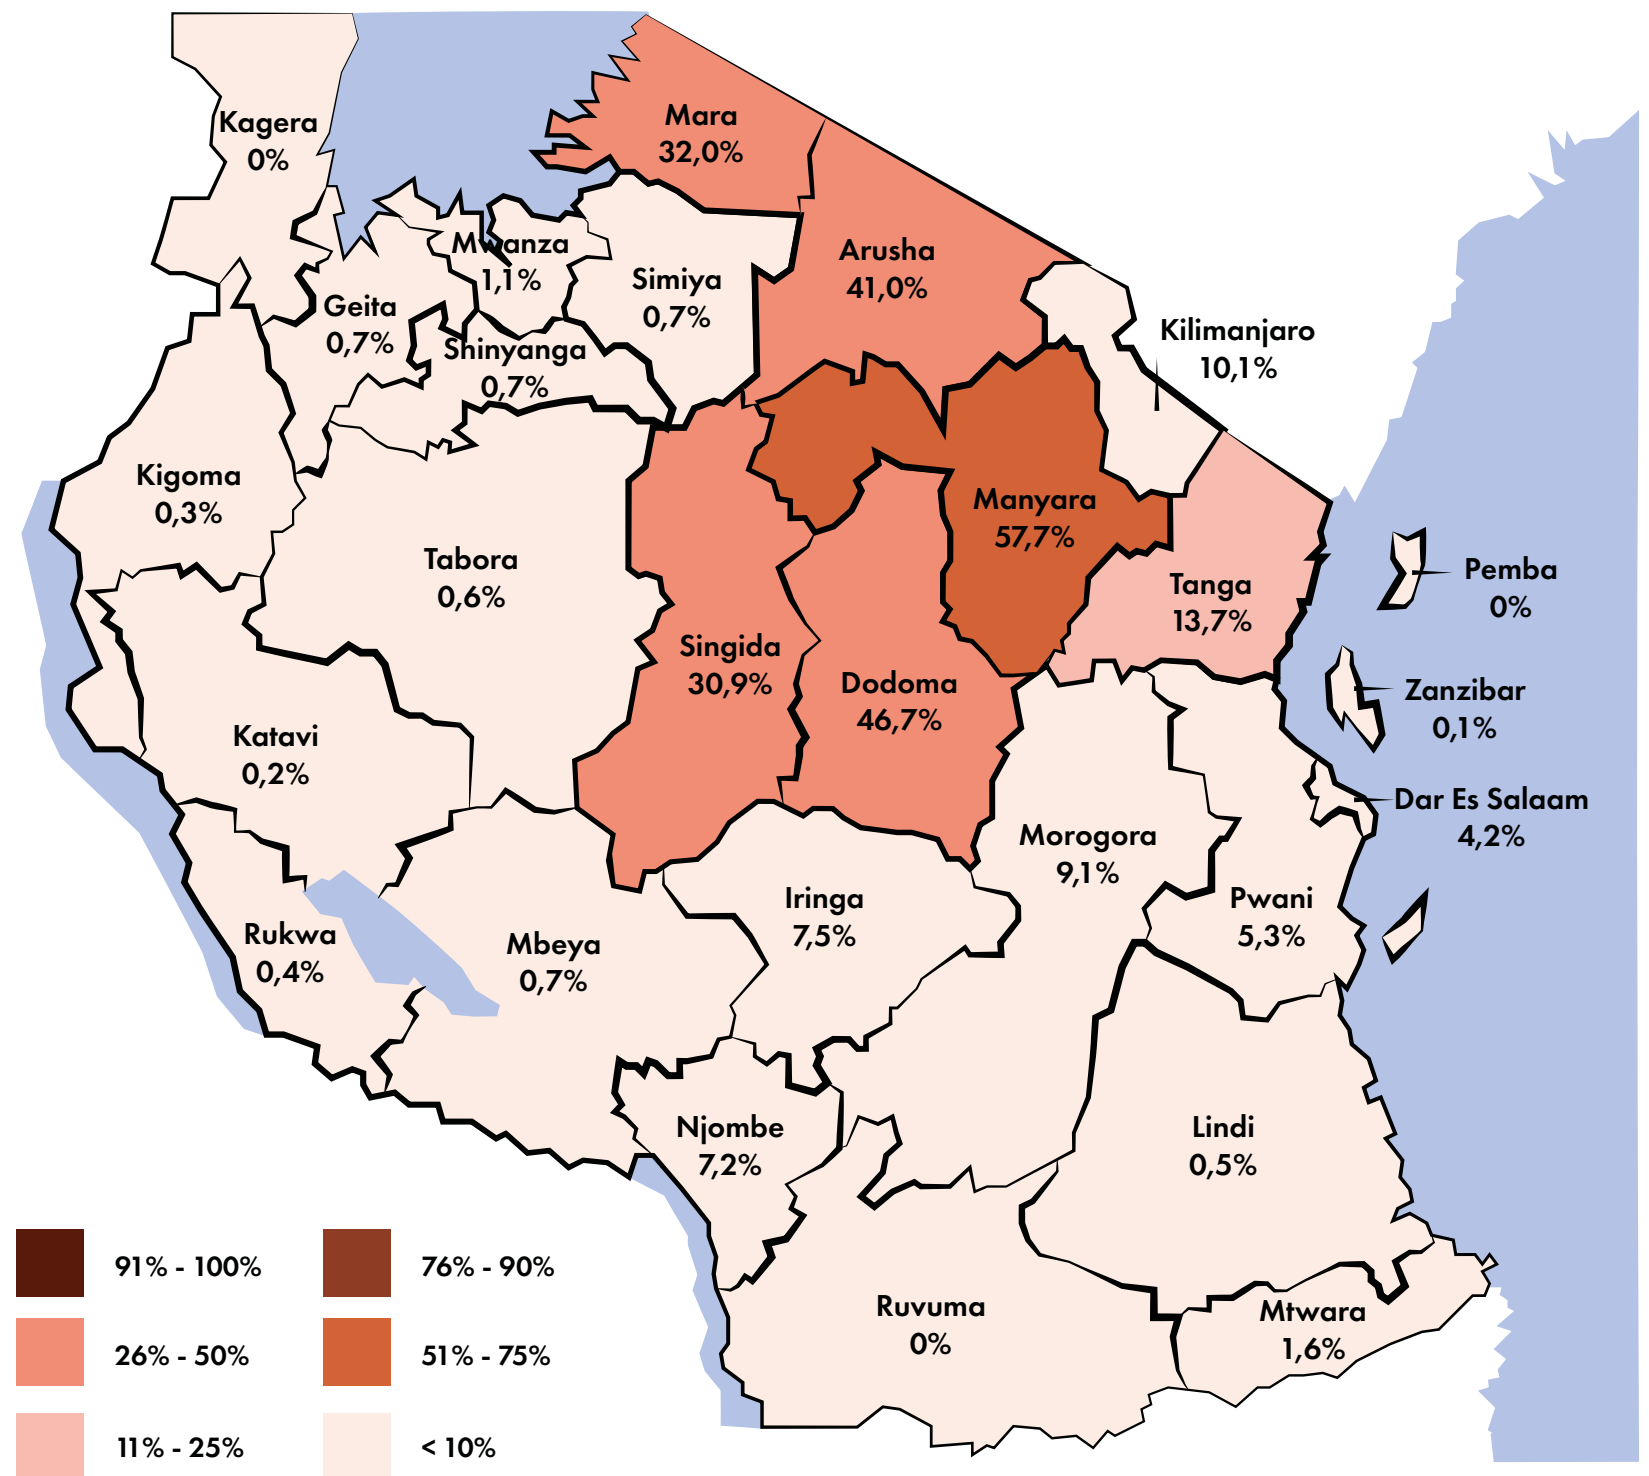 Kagera
0%
Mara
32,0%
Mwanza
1,1%
Simiya
0,7%
Arusha
41,0%
Geita
0,7%
Shinyanga
0,7%
Kilimanjaro
10,1%
Kigoma
0,3%
Tabora
0,6%
Manyara
57,7%
Tanga
13,7%
Pemba
0%
Singida
30,9%
Dodoma
46,7%
Zanzibar
0,1%
Katavi
0,2%
Dar Es Salaam
4,2%
Morogora
9,1%
Iringa
7,5%
Pwani
5,3%
Rukwa
0,4%
Mbeya
0,7%
Njombe
7,2%
Lindi
0,5%
Ruvuma
0%
Mtwara
1,6%
91% - 100%
76% - 90%
26% - 50%
51% - 75%
11% - 25%
< 10%